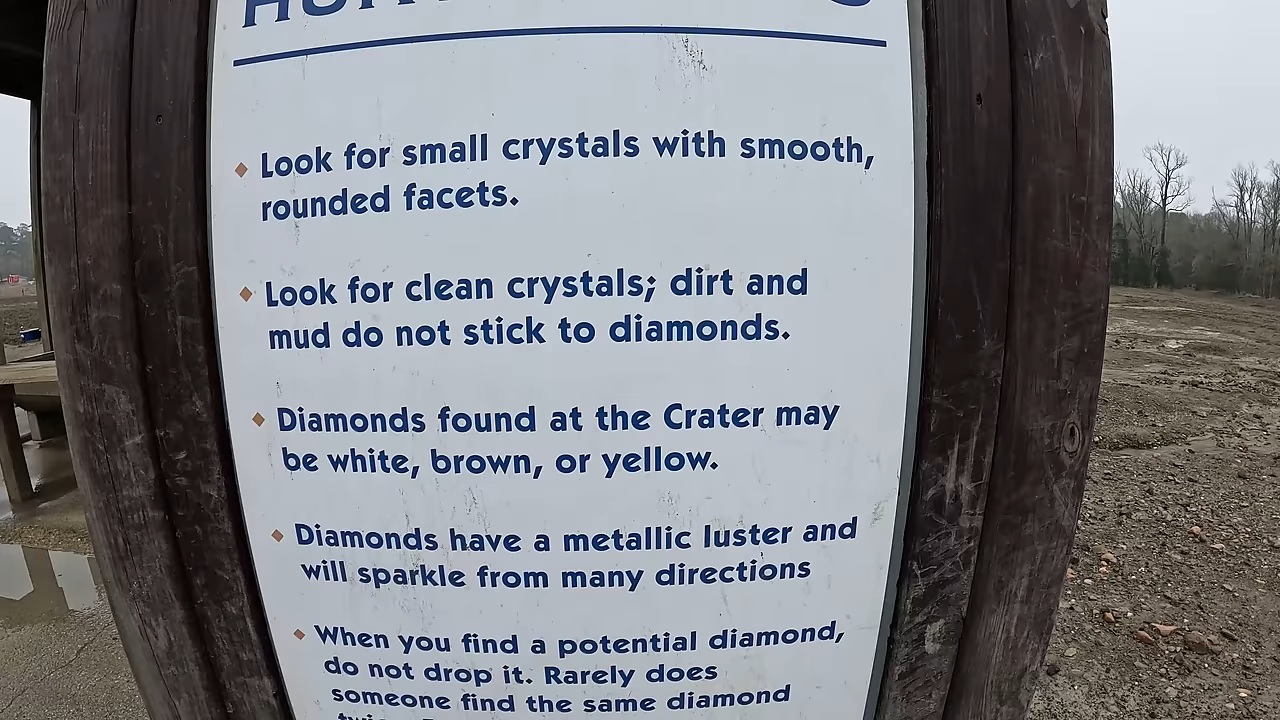 Look for small crystals with smooth,
rounded facets.
Look for clean crystals; dirt and
mud do not stick to diamonds.
Diamonds found at the Crater may
be white, brown, or yellow.
Diamonds have a metallic luster and
will sparkle from many directions
When you find a potential diamond,
do not drop it. Rarely does
someone find the same diamond